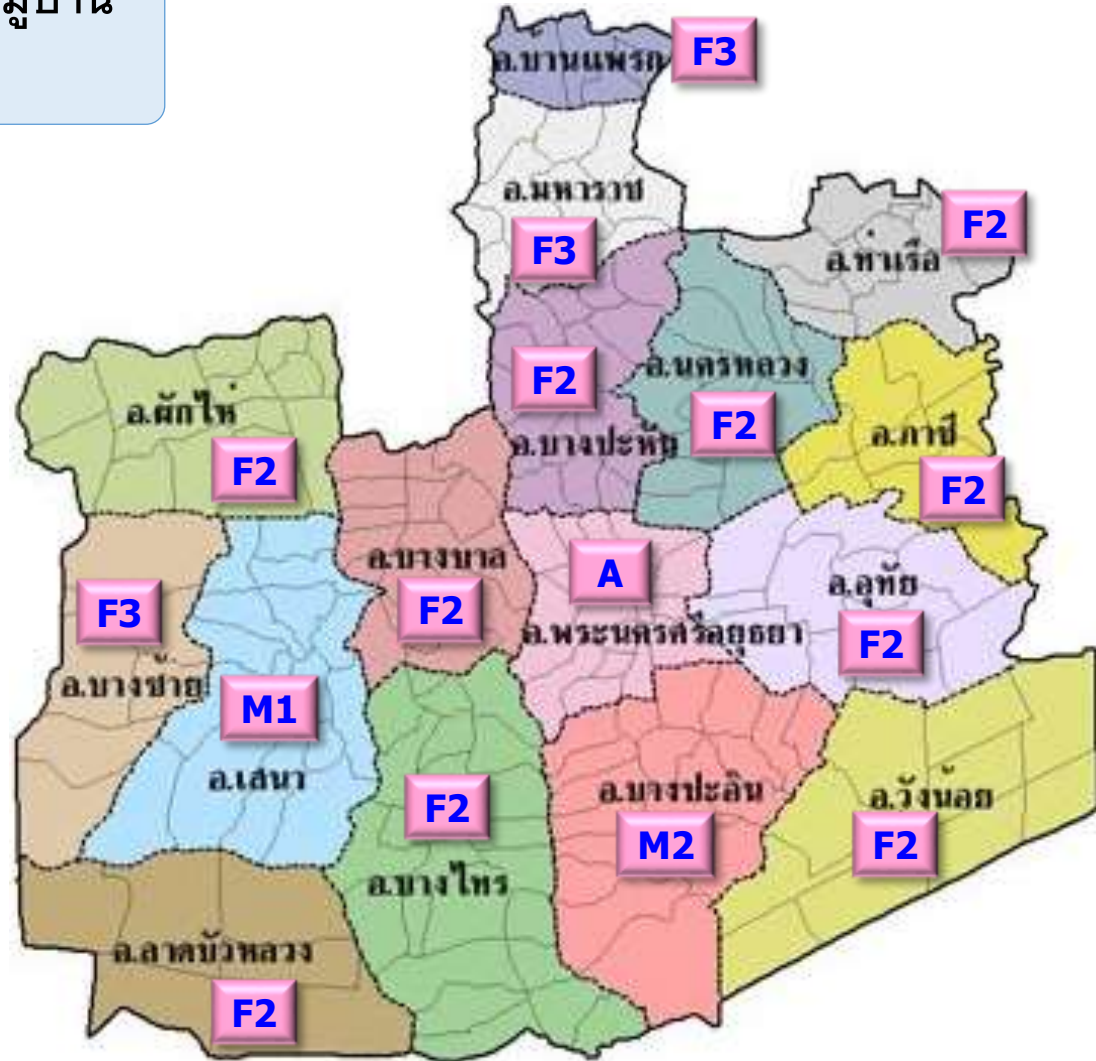 อ.บ้านแพรก F3
อ.มหาราช
F3
F2
อ.ท่าเรือ
F2
อ.นครหลวง
F2
อ.บางปะหัน
อ.ผักไห่
F2
อ.ภาชี
F2
อ.บางบาล
F2
A
อ.พระนครศรีอยุธยา
อ.อุทัย
F2
F3
อ.บางซ้าย
M1
อ.เสนา
F2
อ.บางไทร
อ.บางปะอิน
M2
อ.วังน้อย
F2
อ.ลาดบัวหลวง
F2